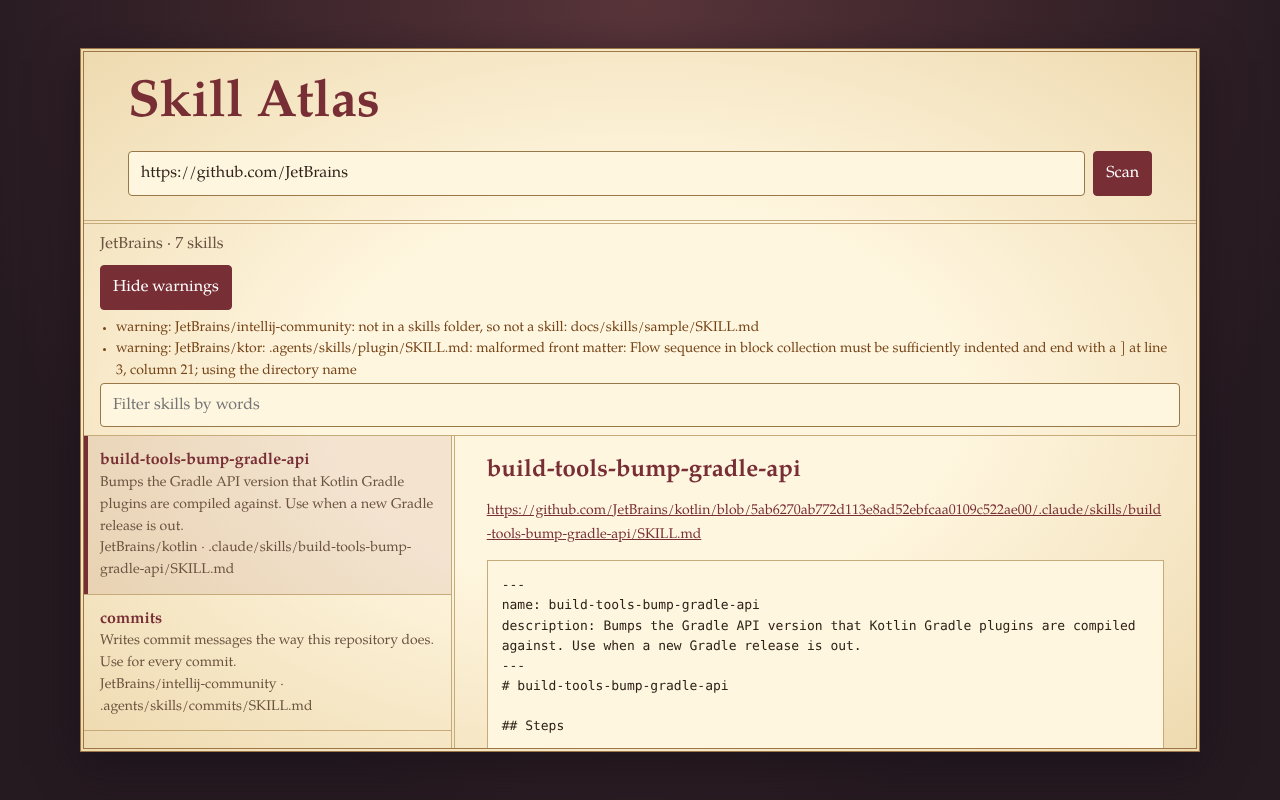 Skill Atlas
https://github.com/JetBrains
Scan
JetBrains · 7 skills
Hide warnings
• warning: JetBrains/intellij-community: not in a skills folder, so not a skill: docs/skills/sample/SKILL.md
• warning: JetBrains/ktor: .agents/skills/plugin/SKILL.md: malformed front matter: Flow sequence in block collection must be sufficiently indented and end with a ] at line
3, column 21; using the directory name
Filter skills by words
build-tools-bump-gradle-api
Bumps the Gradle API version that Kotlin Gradle
plugins are compiled against. Use when a new Gradle
release is out.
JetBrains/kotlin · .claude/skills/build-tools-bump-
gradle-api/SKILL.md
commits
Writes commit messages the way this repository does.
Use for every commit.
JetBrains/intellij-community ·
.agents/skills/commits/SKILL.md
build-tools-bump-gradle-api
https://github.com/JetBrains/kotlin/blob/5ab6270ab772d113e8ad52ebfcaa0109c522ae00/.claude/skills/build
-tools-bump-gradle-api/SKILL.md
---
name: build-tools-bump-gradle-api
description: Bumps the Gradle API version that Kotlin Gradle plugins are compiled
against. Use when a new Gradle release is out.
---
# build-tools-bump-gradle-api
## Steps